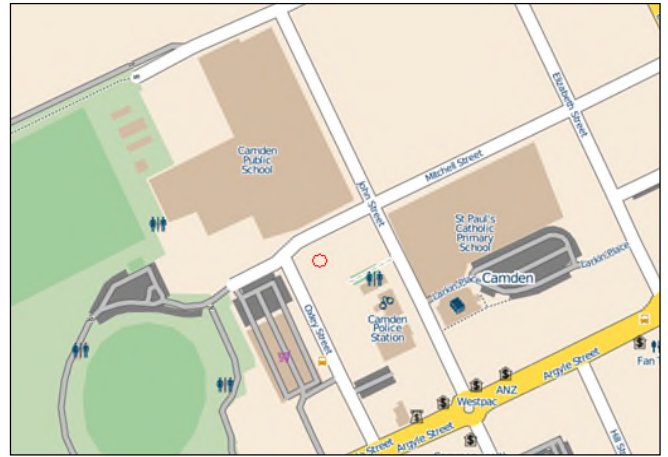 Elizabeth Street
Camden
Public
School
Mitchell Street
John Street
St Paul's
Catholic
Primary
School
Larkin Place
Camden
Larkin Place
Oxley Street
Camden
Police
Station
Argyle Street
Fan
ANZ
Westpac
Argyle Street
Street
Hill St